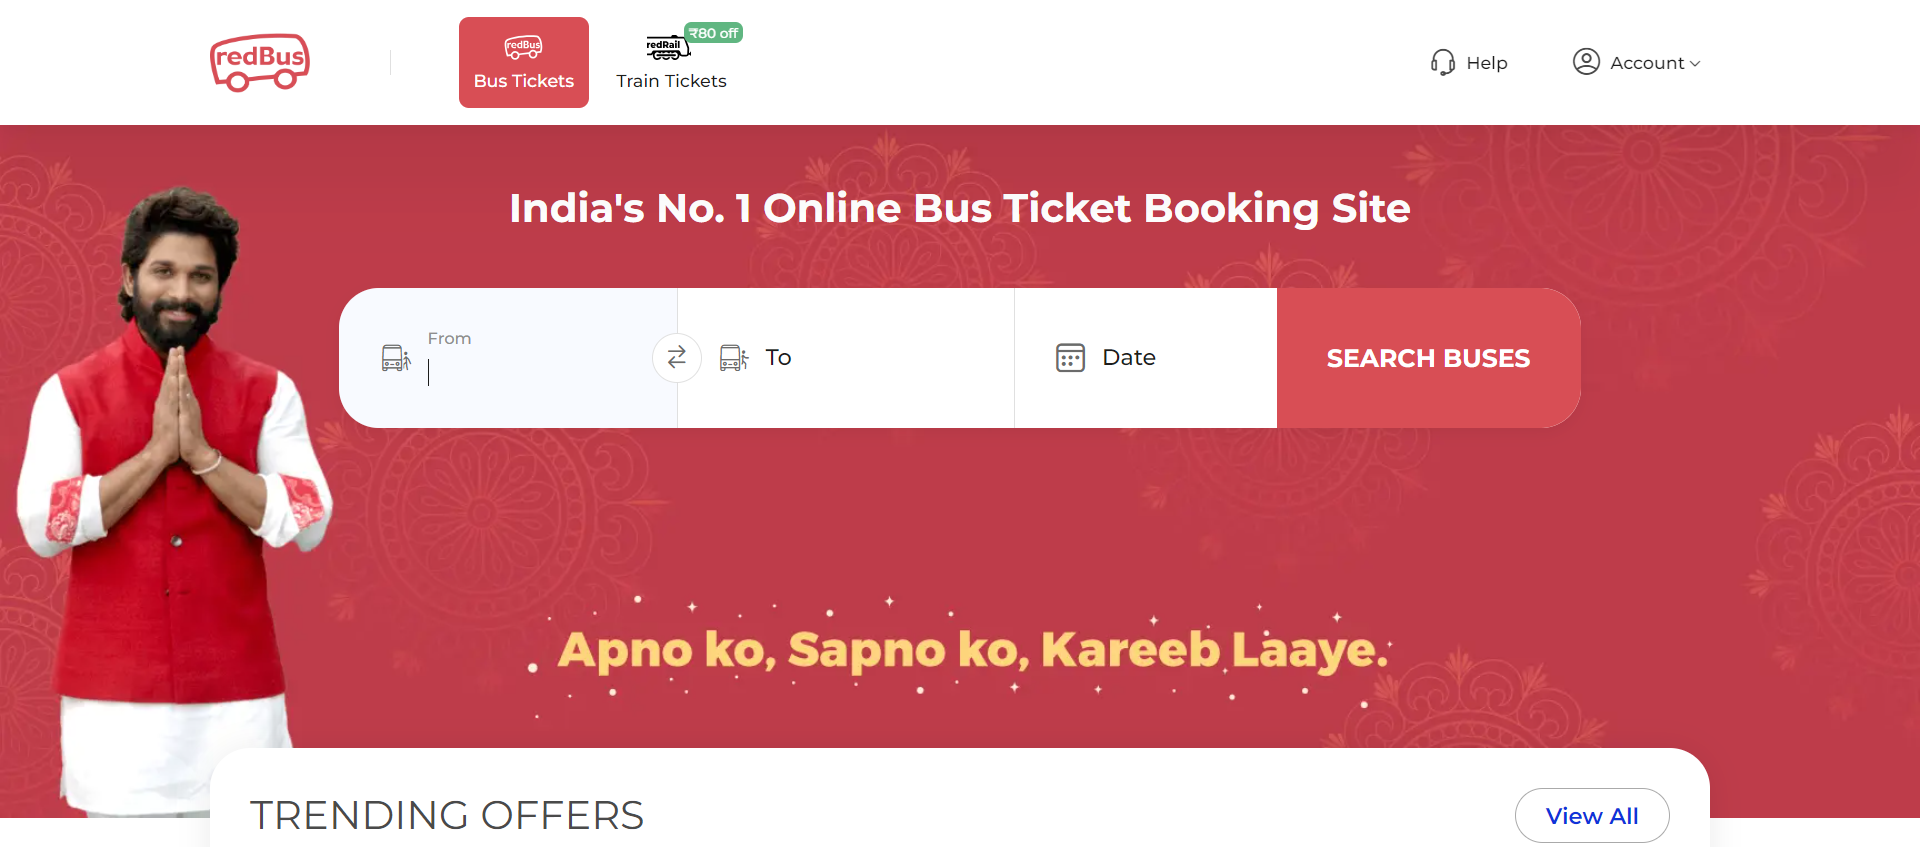 redBus
redBus
Bus Tickets
redRail
₹80 off
Train Tickets
Help
Account
India's No. 1 Online Bus Ticket Booking Site
From
To
Date
SEARCH BUSES
Apno ko, Sapno ko, Kareeb Laaye.
TRENDING OFFERS
View All